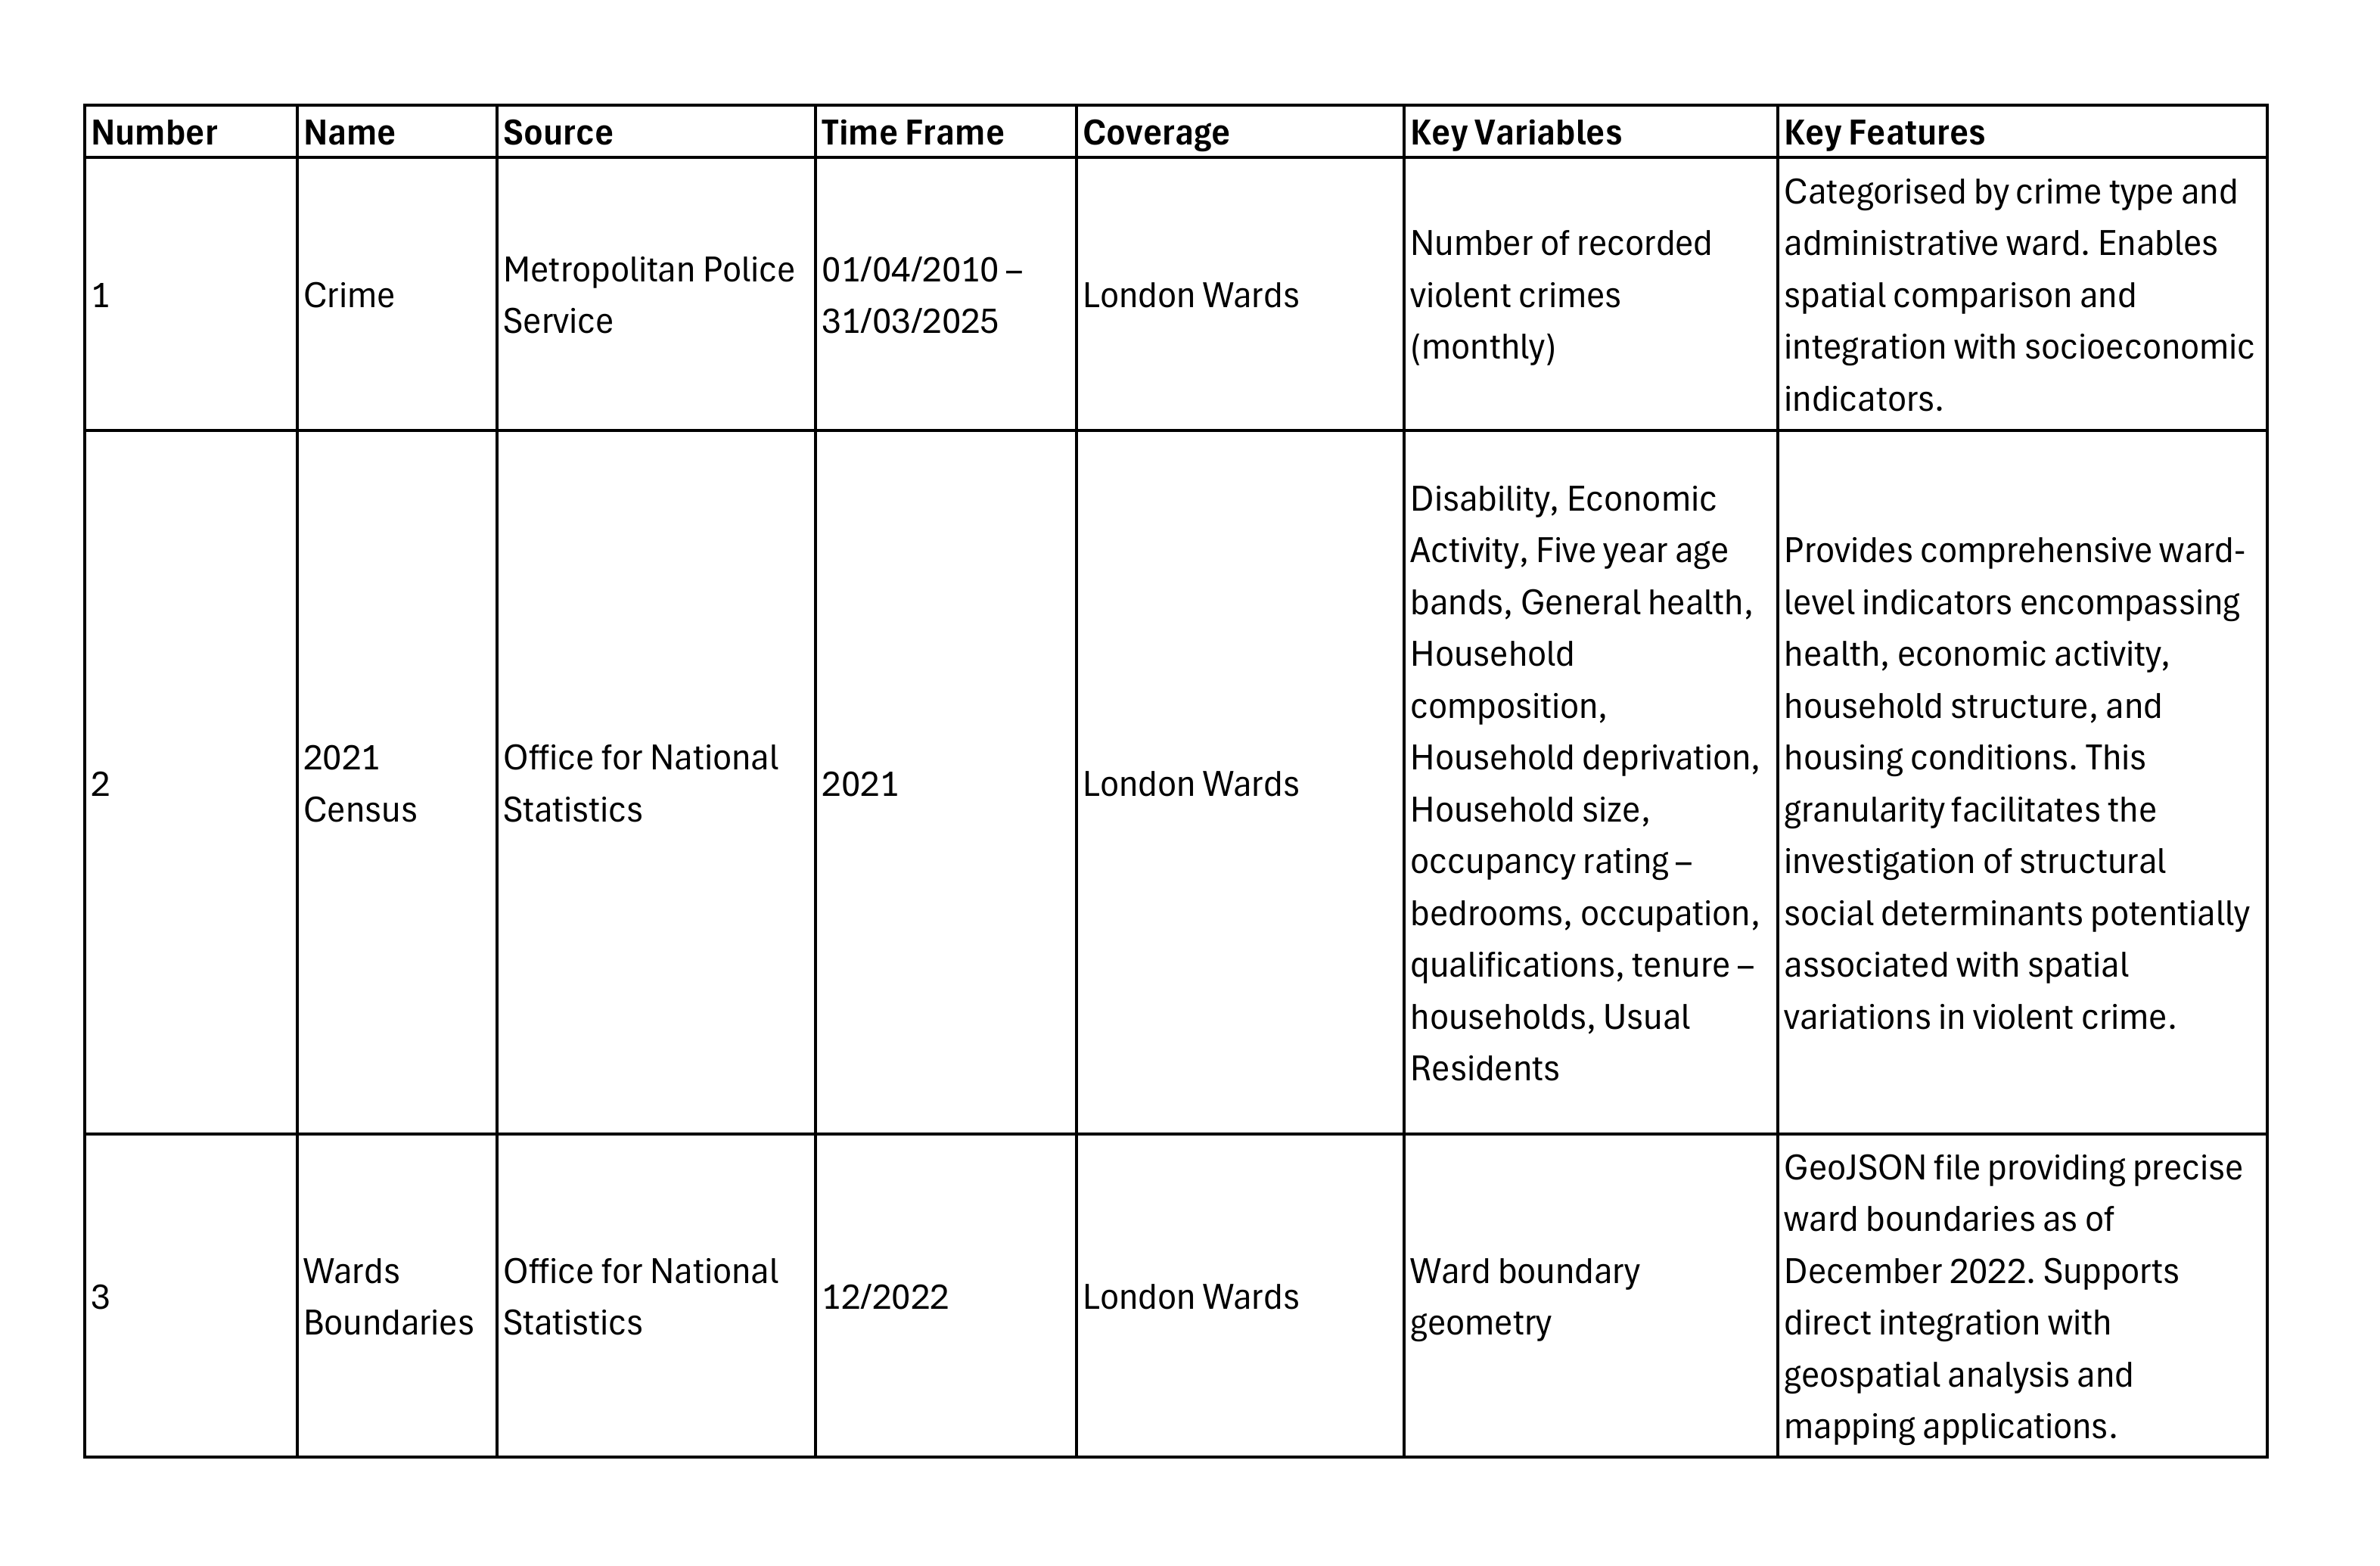 Number
Name
Source
Time Frame
Coverage
Key Variables
Key Features
1
Crime
Metropolitan Police
Service
01/04/2010 –
31/03/2025
London Wards
Number of recorded
violent crimes
(monthly)
Categorised by crime type and
administrative ward. Enables
spatial comparison and
integration with socioeconomic
indicators.
2
2021
Census
Office for National
Statistics
2021
London Wards
Disability, Economic
Activity, Five year age
bands, General health,
Household
composition,
Household deprivation,
Household size,
occupancy rating –
bedrooms, occupation,
qualifications, tenure –
households, Usual
Residents
Provides comprehensive ward-
level indicators encompassing
health, economic activity,
household structure, and
housing conditions. This
granularity facilitates the
investigation of structural
social determinants potentially
associated with spatial
variations in violent crime.
3
Wards
Boundaries
Office for National
Statistics
12/2022
London Wards
Ward boundary
geometry
GeoJSON file providing precise
ward boundaries as of
December 2022. Supports
direct integration with
geospatial analysis and
mapping applications.